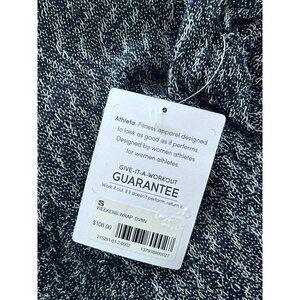 Athleta. Fitness apparel designed
to look as good as it performs.
Designed by women athletes
for women athletes.
GIVE-IT-A-WORKOUT
GUARANTEE
Work it out. If it doesn't perform, return it.
S
WEEKEND WRAP
$108.00